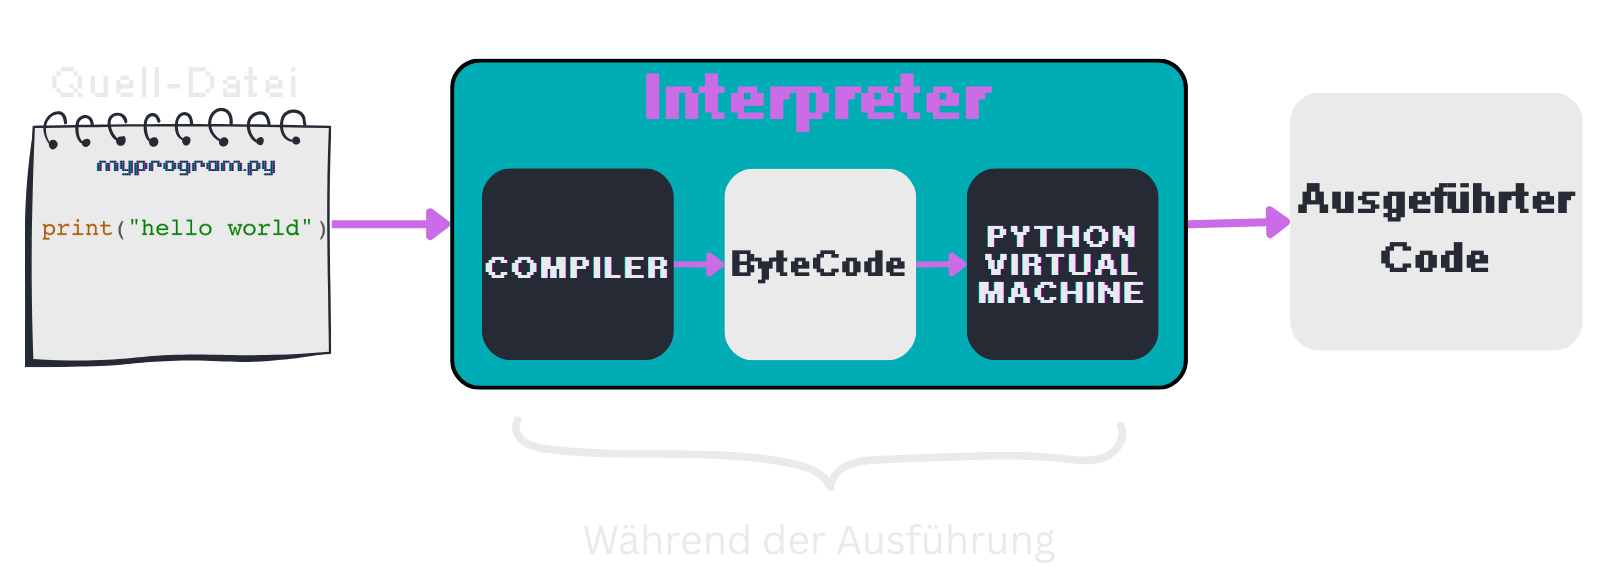 Quell-Datei
myprogram.py
print("hello world")
Interpreter
COMPILER
ByteCode
PYTHON
VIRTUAL
MACHINE
Ausgeführter
Code
Während der Ausführung